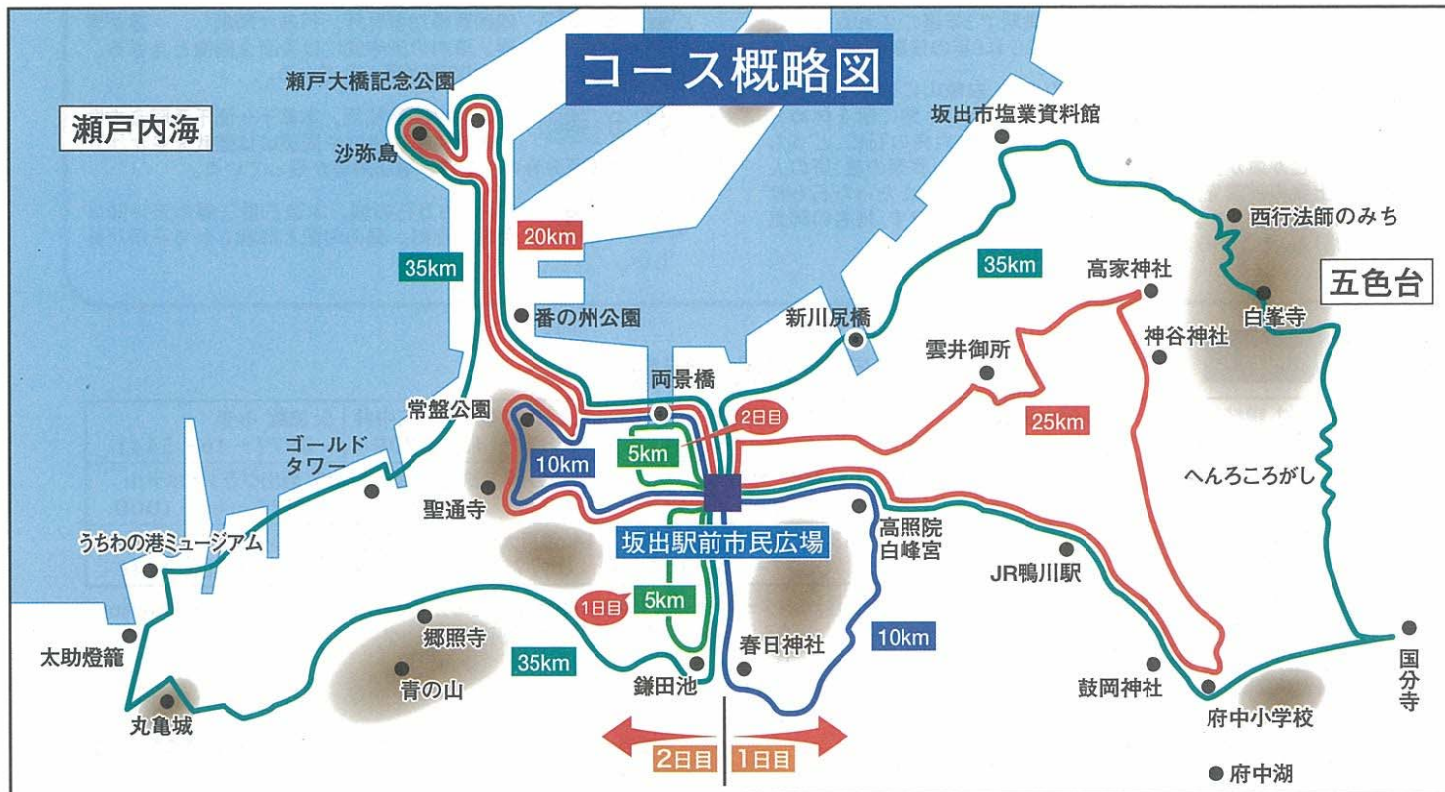 コース概略図
瀬戸大橋記念公園
瀬戸内海
沙弥島
坂出市塩業資料館
西行法師のみち
20km
35km
35km
高家神社
五色台
白峯寺
番の州公園
新川尻橋
神谷神社
雲井御所
両景橋
常盤公園
2日目
25km
ゴールド
タワー
5km
10km
へんろころがし
聖通寺
坂出駅前市民広場
高照院
白峰宮
うちわの港ミュージアム
JR鴨川駅
1日目
5km
太助燈籠
郷照寺
春日神社
10km
国分寺
35km
青の山
鎌田池
鼓岡神社
丸亀城
府中小学校
2日目
1日目
府中湖